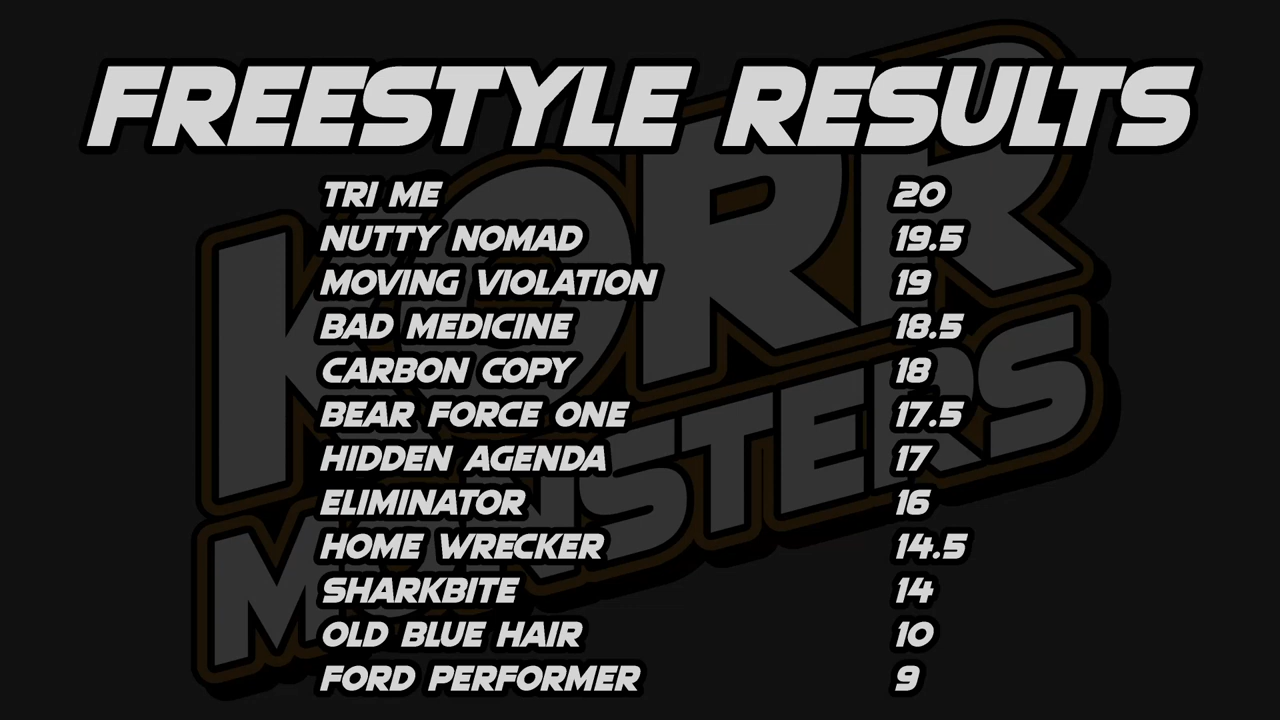 FREESTYLE RESULTS
TRI ME 20
NUTTY NOMAD 19.5
MOVING VIOLATION 19
BAD MEDICINE 18.5
CARBON COPY 18
BEAR FORCE ONE 17.5
HIDDEN AGENDA 17
ELIMINATOR 16
HOME WRECKER 14.5
SHARKBITE 14
OLD BLUE HAIR 10
FORD PERFORMER 9
KORR
MONSTERS